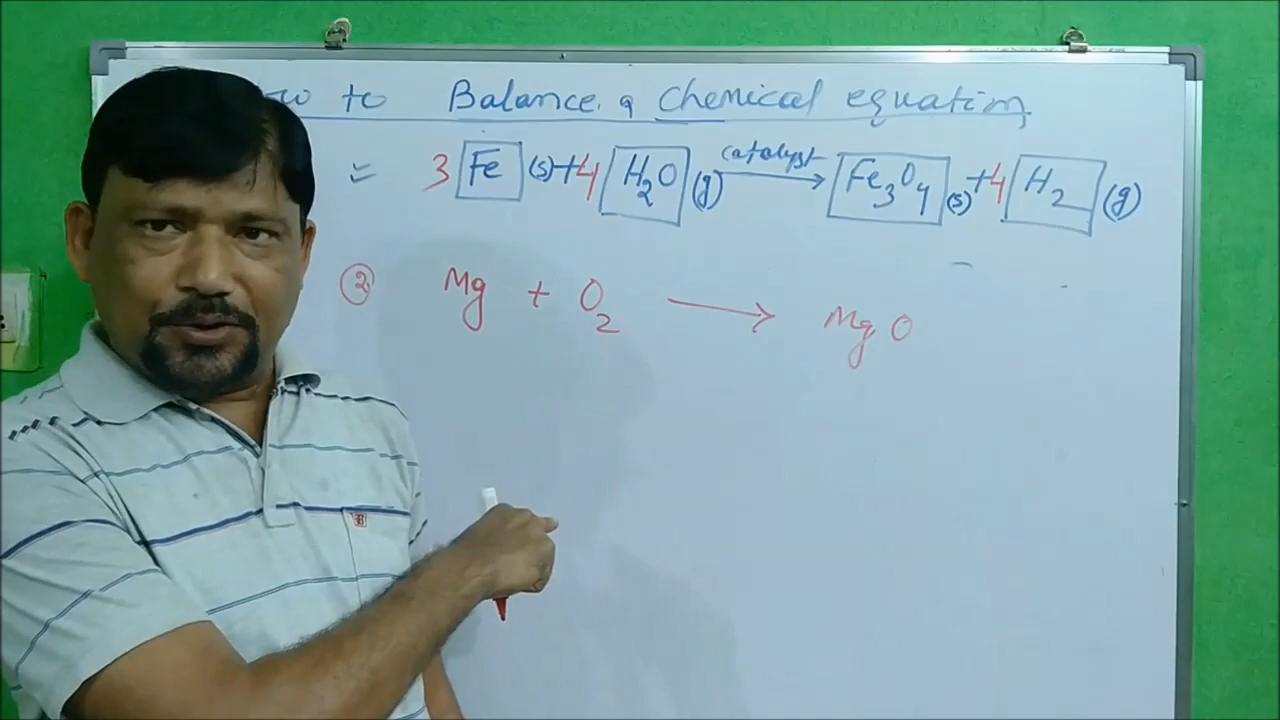 to Balance a Chemical equation
= 3 Fe (s) + 4 H2O (g) catalyst → Fe3O4 (s) + 4 H2 (g)
② Mg + O2 → MgO